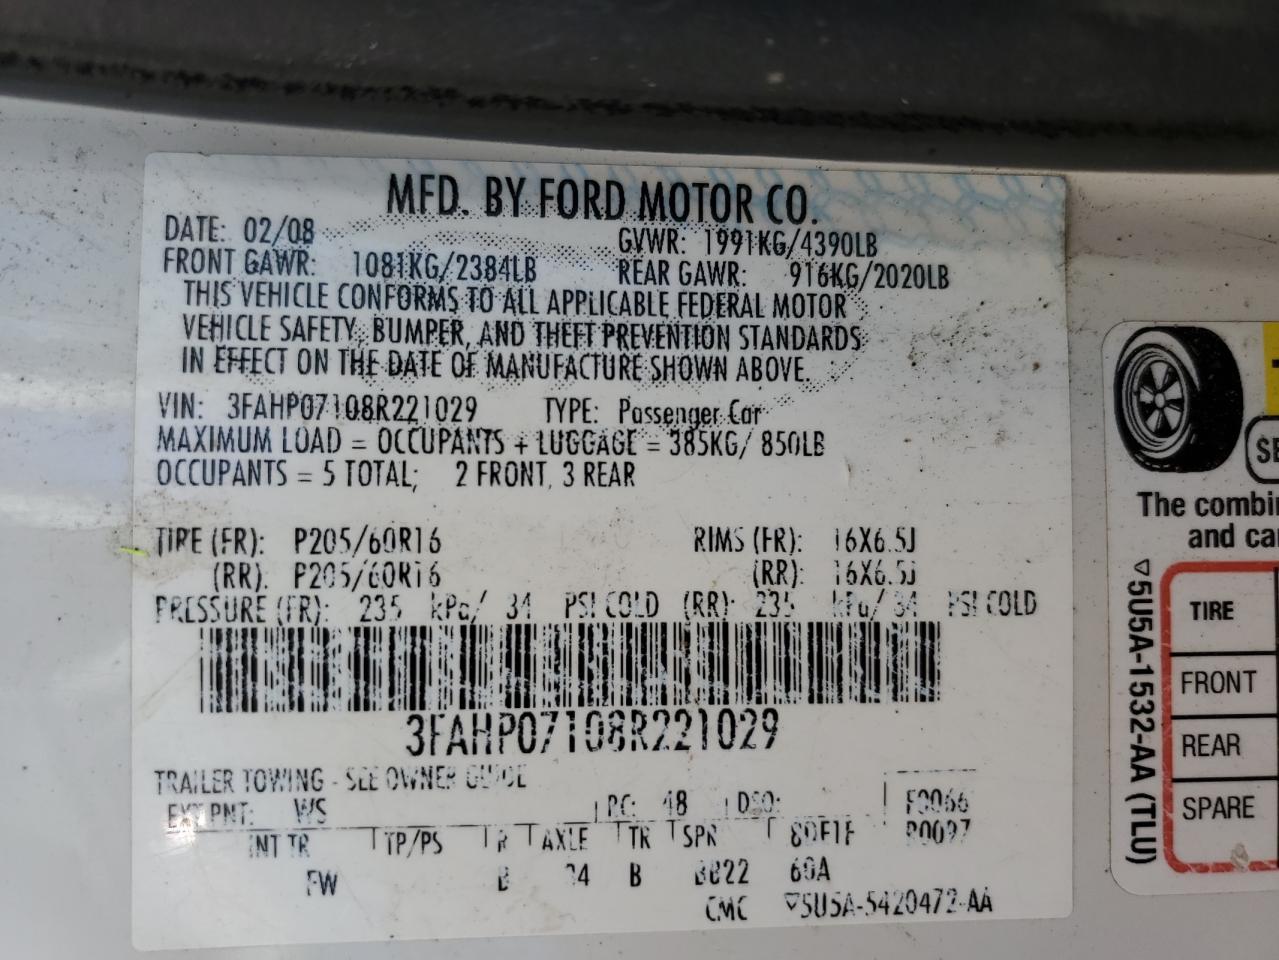 MFD. BY FORD MOTOR CO.
DATE: 02/08 GVWR: 1991KG/4390LB
FRONT GAWR: 1081KG/2384LB REAR GAWR: 916KG/2020LB
THIS VEHICLE CONFORMS TO ALL APPLICABLE FEDERAL MOTOR
VEHICLE SAFETY, BUMPER, AND THEFT PREVENTION STANDARDS
IN EFFECT ON THE DATE OF MANUFACTURE SHOWN ABOVE.
VIN: 3FAHP07108R221029 TYPE: Passenger Car
MAXIMUM LOAD = OCCUPANTS + LUGGAGE = 385KG/ 850LB
OCCUPANTS = 5 TOTAL; 2 FRONT, 3 REAR
TIRE (FR): P205/60R16 RIMS (FR): 16X6.5J
(RR): P205/60R16 (RR): 16X6.5J
PRESSURE (FR): 235 kPa/ 34 PSI COLD (RR): 235 kPa/ 34 PSI COLD
3FAHP07108R221029
TRAILER TOWING - SEE OWNER GUIDE
EXT PNT: WS RC: 48 DSO: F0066
INT TR TP/PS R AXLE TR SPR
FW B 34 B 60A
CMC ▽5U5A-5420472-AA
The combin
and ca
TIRE
FRONT
REAR
SPARE
▽5U5A-1532-AA (TLU)